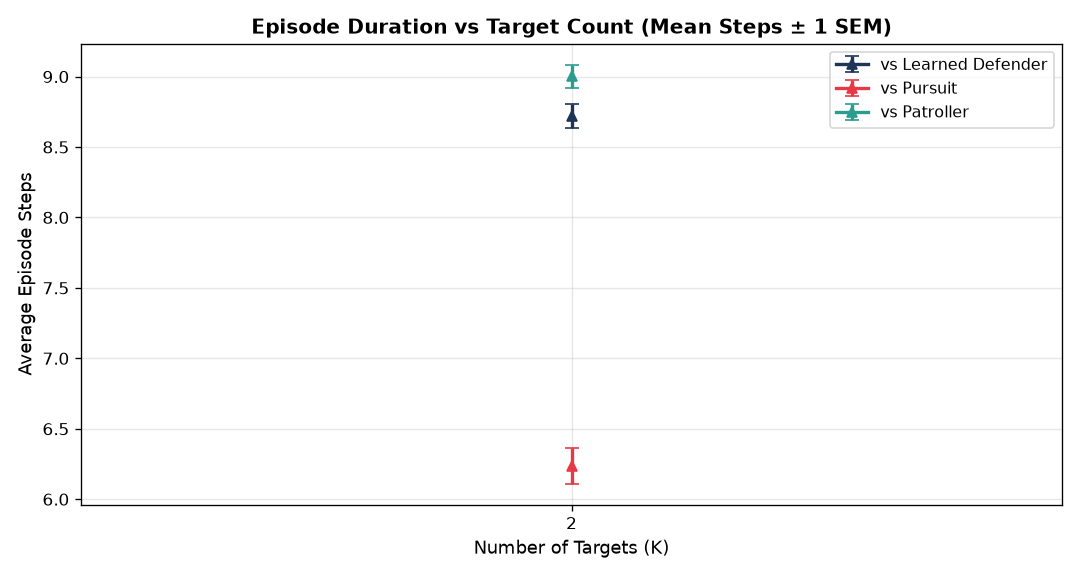 Episode Duration vs Target Count (Mean Steps ± 1 SEM)
vs Learned Defender
vs Pursuit
vs Patroller
Average Episode Steps
9.0
8.5
8.0
7.5
7.0
6.5
6.0
2
Number of Targets (K)